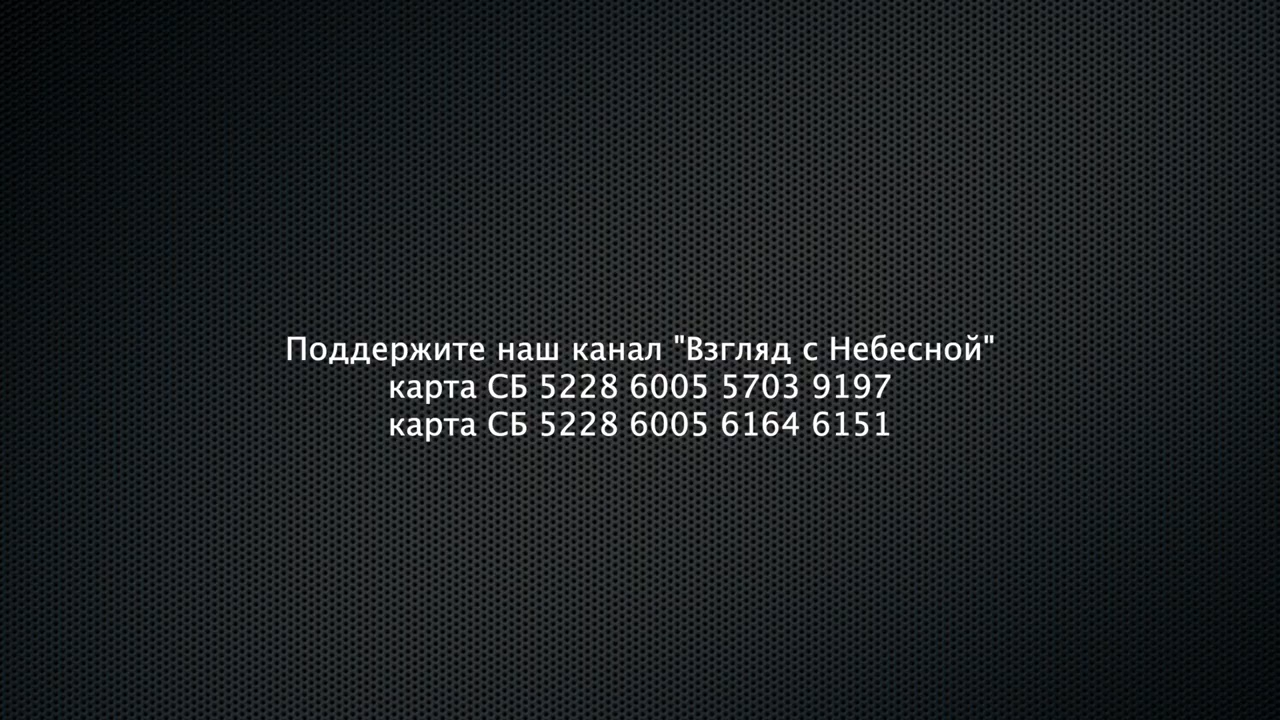 Поддержите наш канал "Взгляд с Небесной"
карта СБ 5228 6005 5703 9197
карта СБ 5228 6005 6164 6151